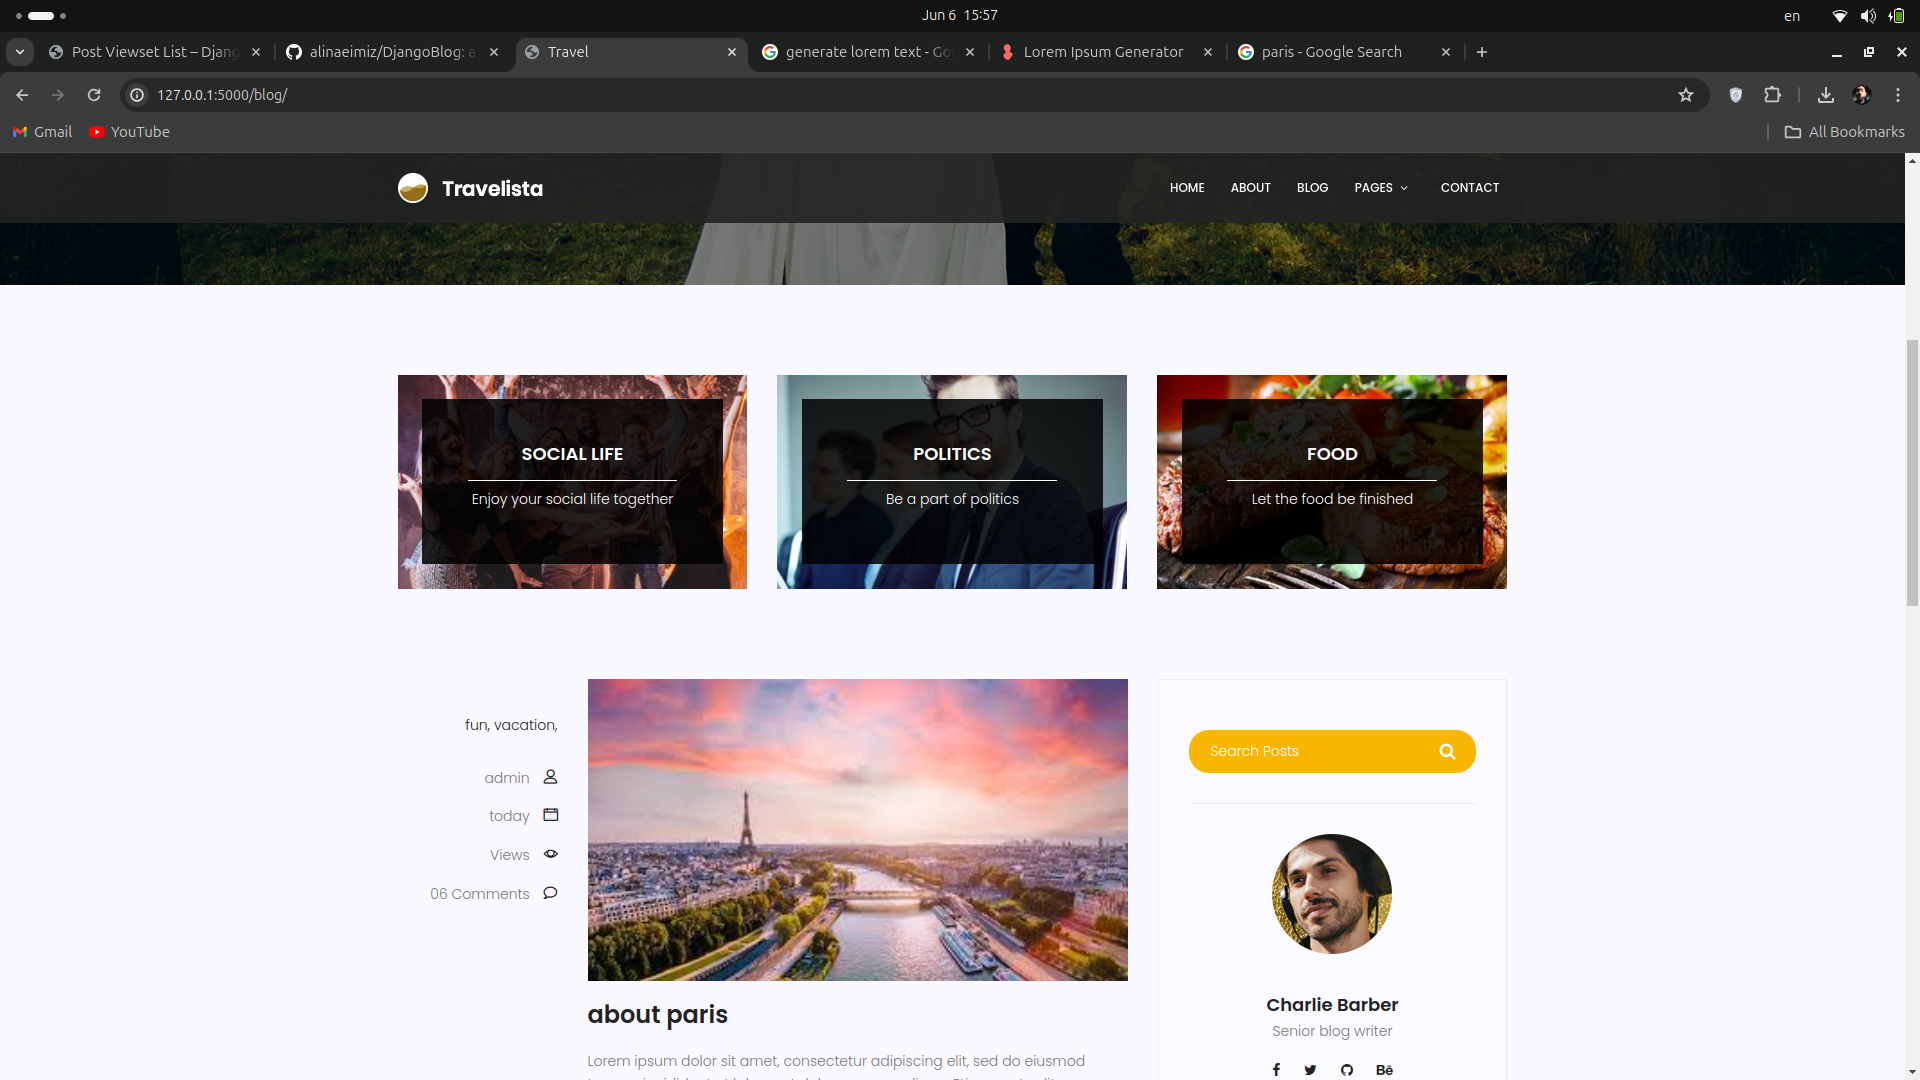 Jun 6 15:57
en
Post Viewset List – Djang
alinaeimiz/DjangoBlog: a
Travel
generate lorem text - Go
Lorem Ipsum Generator
paris - Google Search
127.0.0.1:5000/blog/
Gmail
YouTube
All Bookmarks
Travelista
HOME
ABOUT
BLOG
PAGES
CONTACT
SOCIAL LIFE
Enjoy your social life together
POLITICS
Be a part of politics
FOOD
Let the food be finished
fun, vacation,
admin
today
Views
06 Comments
about paris
Lorem ipsum dolor sit amet, consectetur adipiscing elit, sed do eiusmod
Search Posts
Charlie Barber
Senior blog writer
Bē